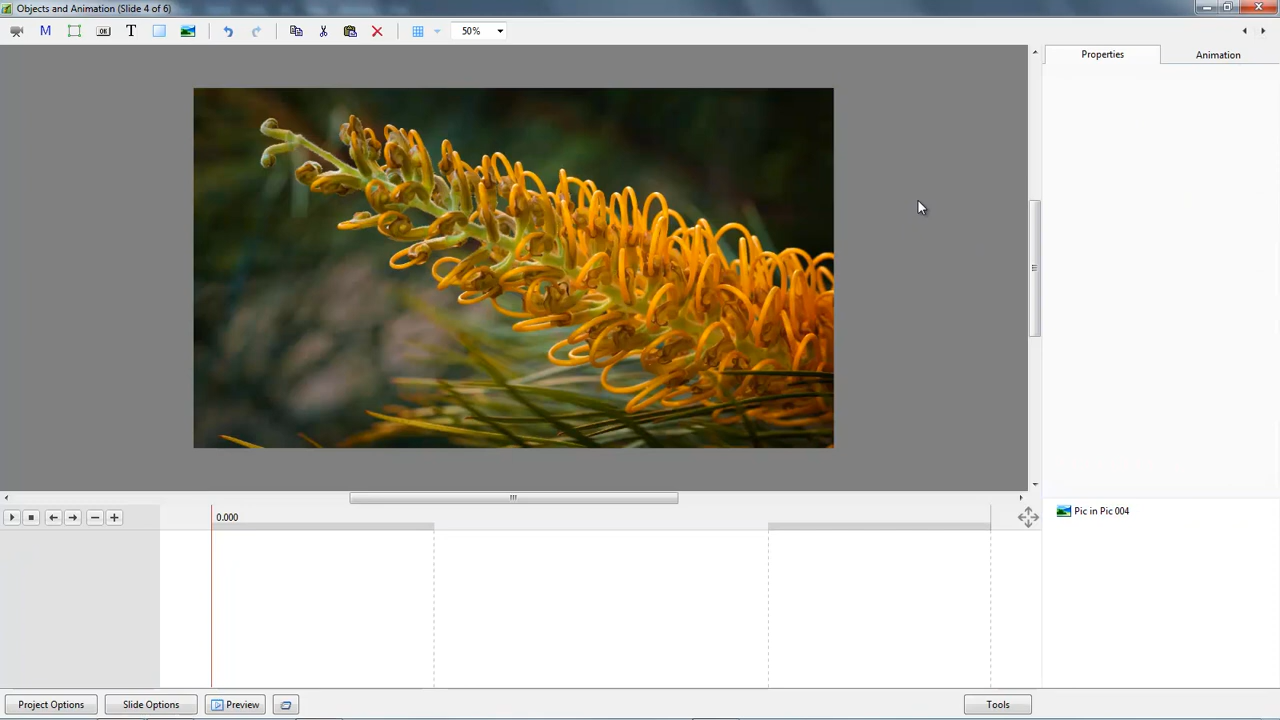 Objects and Animation (Slide 4 of 6)
M
OK
T
50%
Properties
Animation
0.000
Pic in Pic 004
Project Options
Slide Options
Preview
Tools